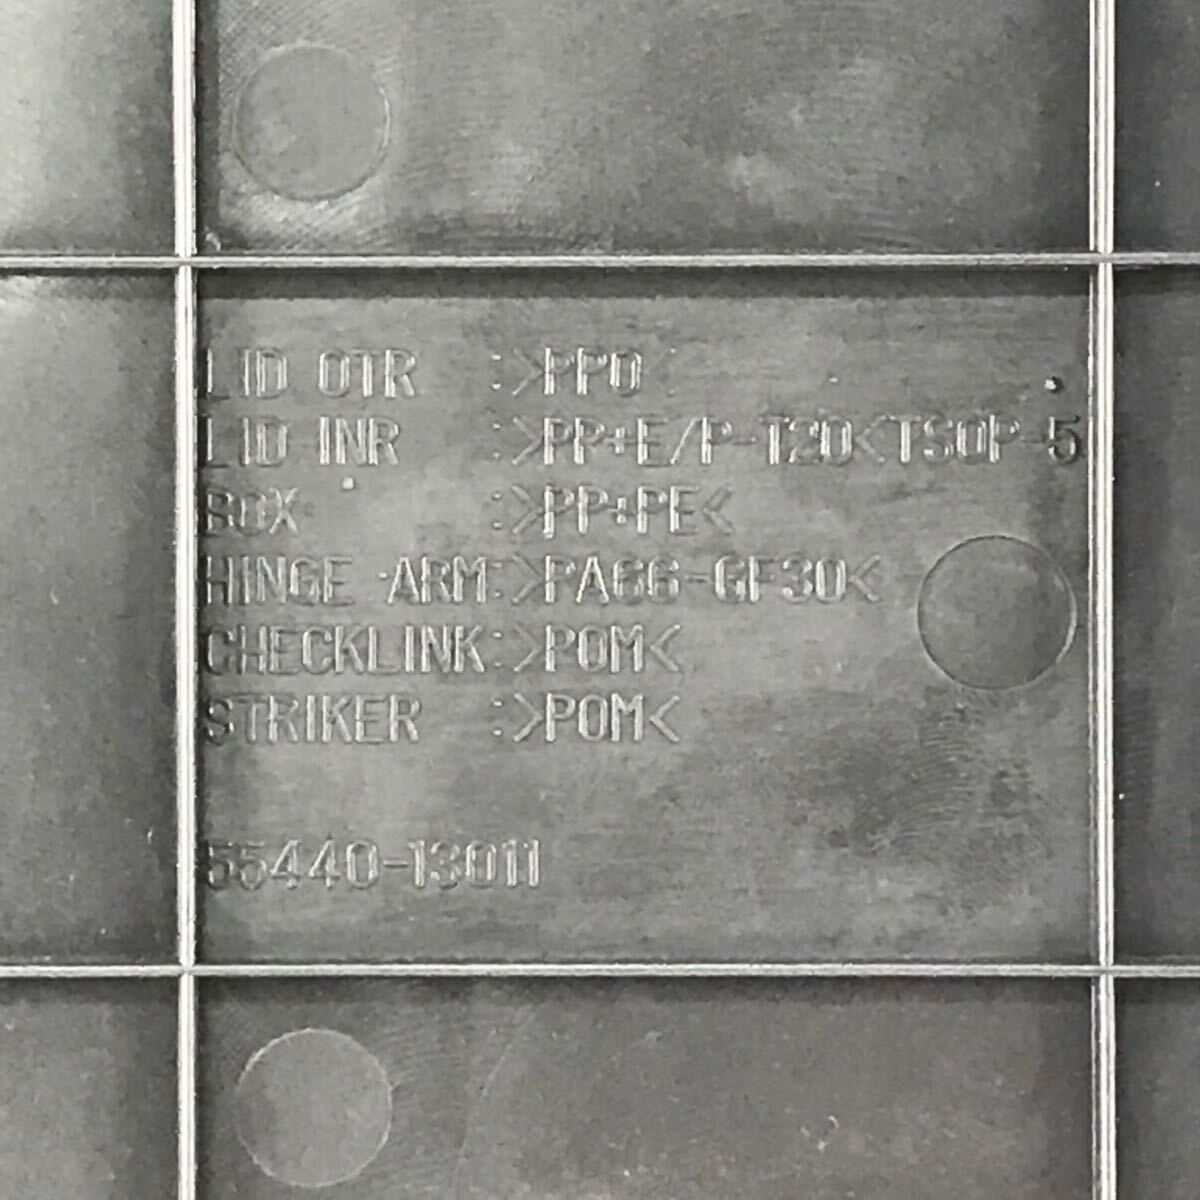 LID OTR :>PPO<
LID INR :>PP+E/P-T20<TSOP-5
BOX :>PP+PE<
HINGE ARM:>PA66-GF30<
CHECKLINK:>POM<
STRIKER :>POM<
55440-13011